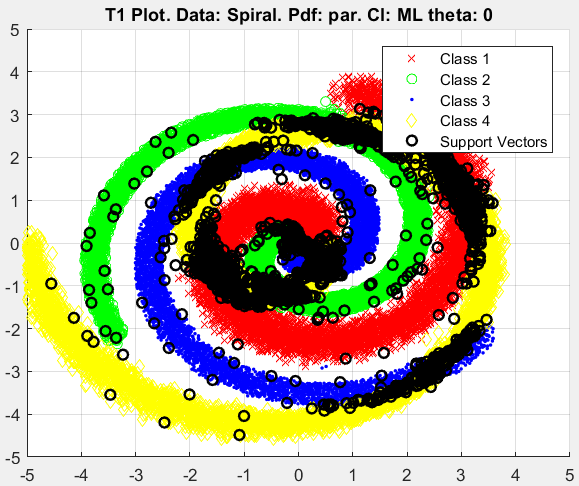 T1 Plot. Data: Spiral. Pdf: par. Cl: ML theta: 0
5
4
3
2
1
0
-1
-2
-3
-4
-5
-5 -4 -3 -2 -1 0 1 2 3 4 5
Class 1
Class 2
Class 3
Class 4
Support Vectors